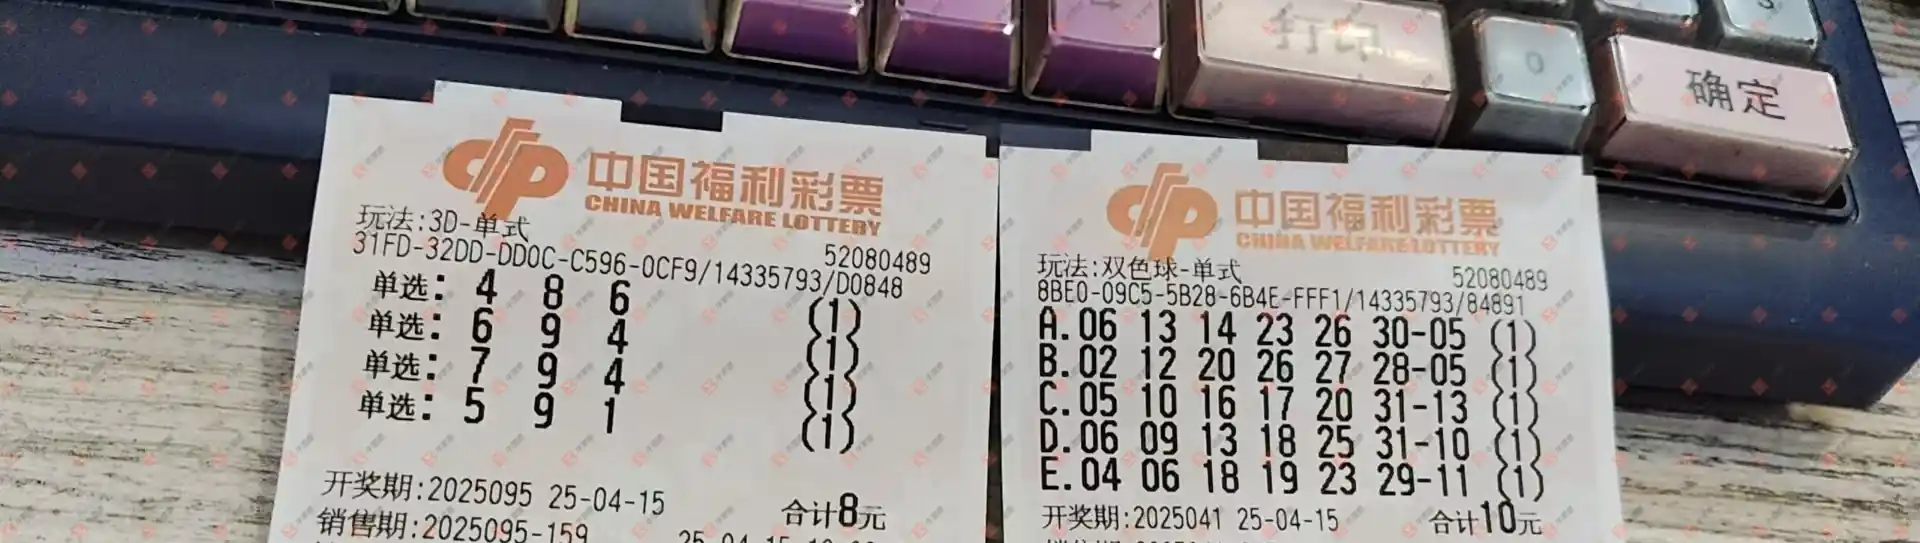 打印
0
确定
中国福利彩票
CHINA WELFARE LOTTERY
玩法:3D-单式
52080489
31FD-32DD-DD0C-C596-0CF9/14335793/D0848
单选: 4 8 6 (1)
单选: 6 9 4 (1)
单选: 7 9 4 (1)
单选: 5 9 1 (1)
开奖期:2025095 25-04-15 合计8元
销售期:2025095-159
中国福利彩票
CHINA WELFARE LOTTERY
玩法:双色球-单式
52080489
8BE0-09C5-5B28-6B4E-FFF1/14335793/84891
A.06 13 14 23 26 30-05 (1)
B.02 12 20 26 27 28-05 (1)
C.05 10 16 17 20 31-13 (1)
D.06 09 13 18 25 31-10 (1)
E.04 06 18 19 23 29-11 (1)
开奖期:2025041 25-04-15 合计10元